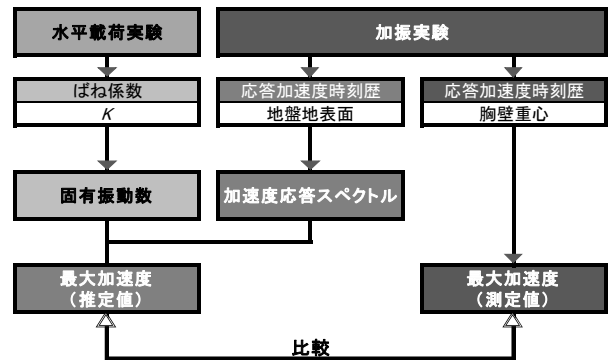 水平載荷実験
加振実験
ばね係数
K
応答加速度時刻歴
地盤地表面
応答加速度時刻歴
胸壁重心
固有振動数
加速度応答スペクトル
最大加速度
（推定値）
最大加速度
（測定値）
比較